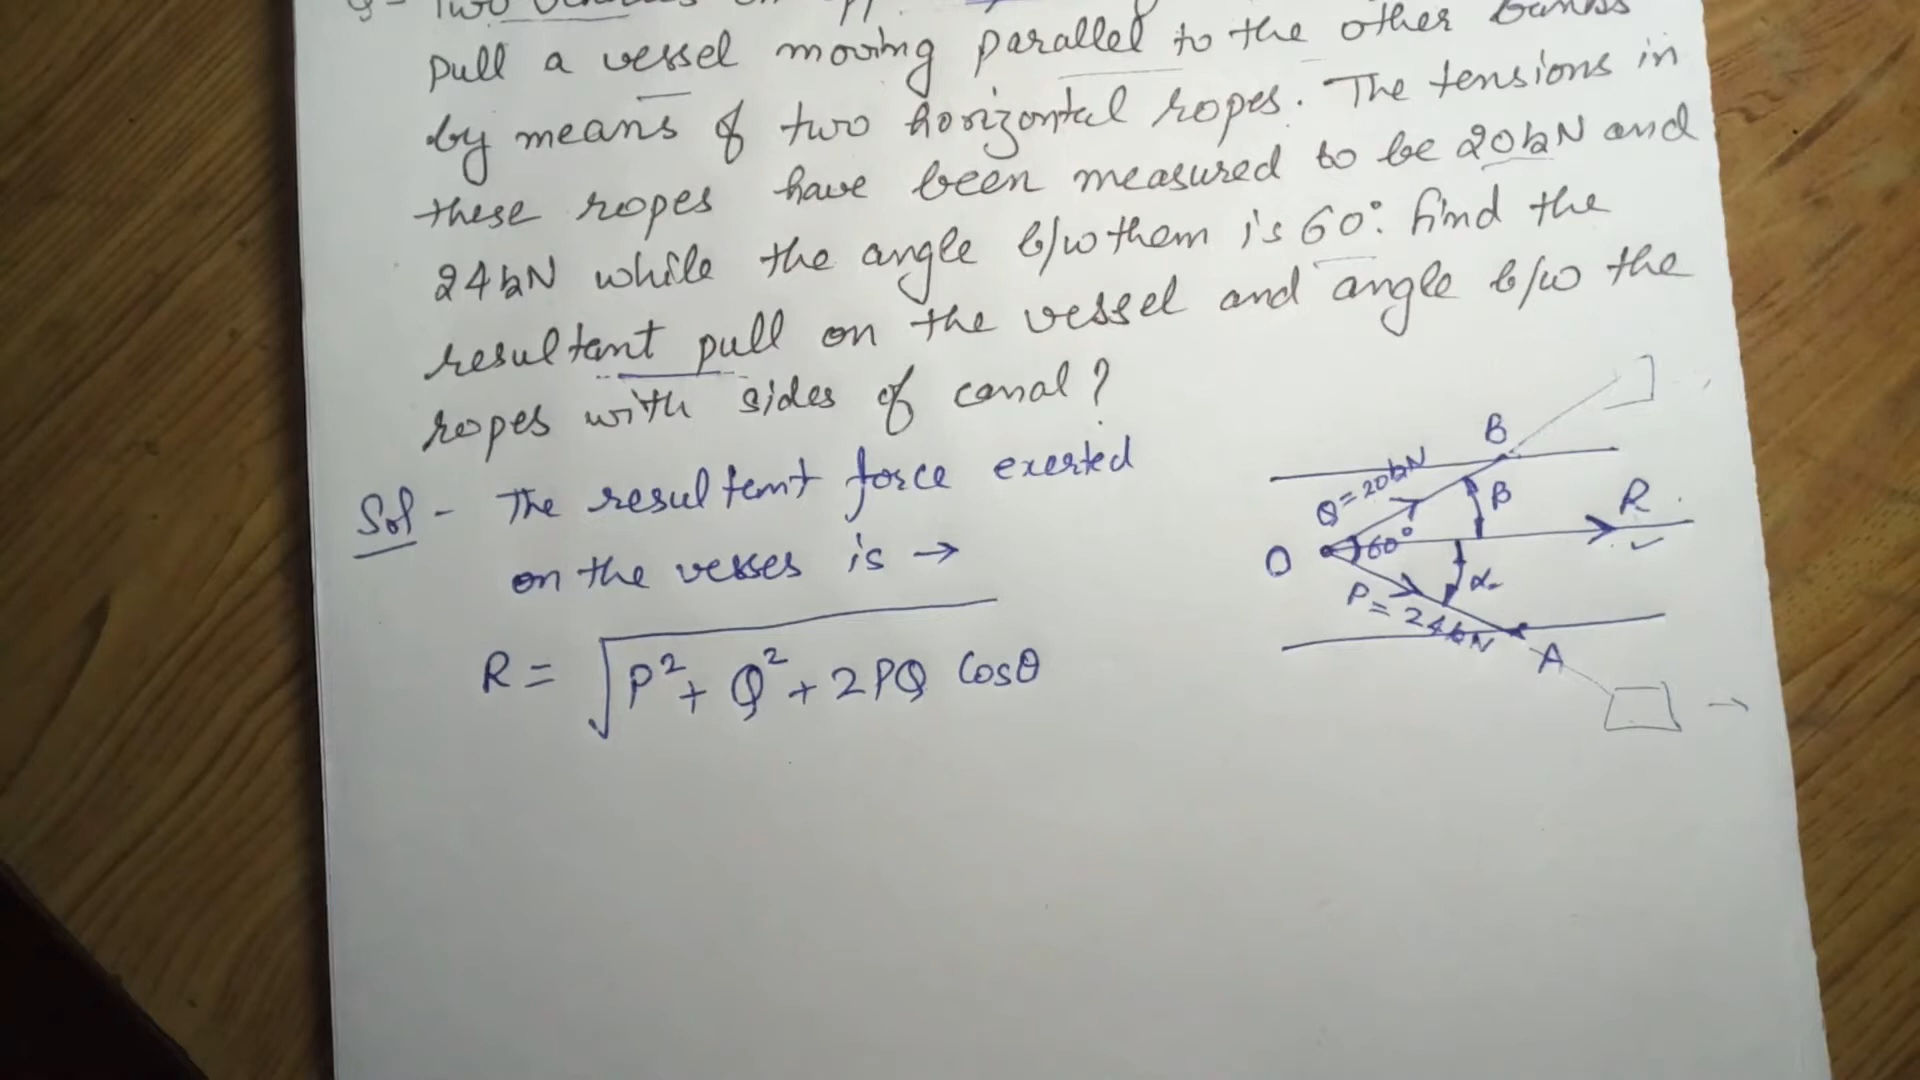 Two
pull a vessel moving parallel to the other banks
by means of two horizontal ropes. The tensions in
these ropes have been measured to be 20kN and
24kN while the angle b/w them is 60°. find the
resultant pull on the vessel and angle b/w the
ropes with sides of canal?
Sol - The resultant force exerted
on the vesses is →
R = √P²+ Q²+ 2PQ Cosθ
B
Q=20kN
β
R
O
60°
α
P=24kN
A